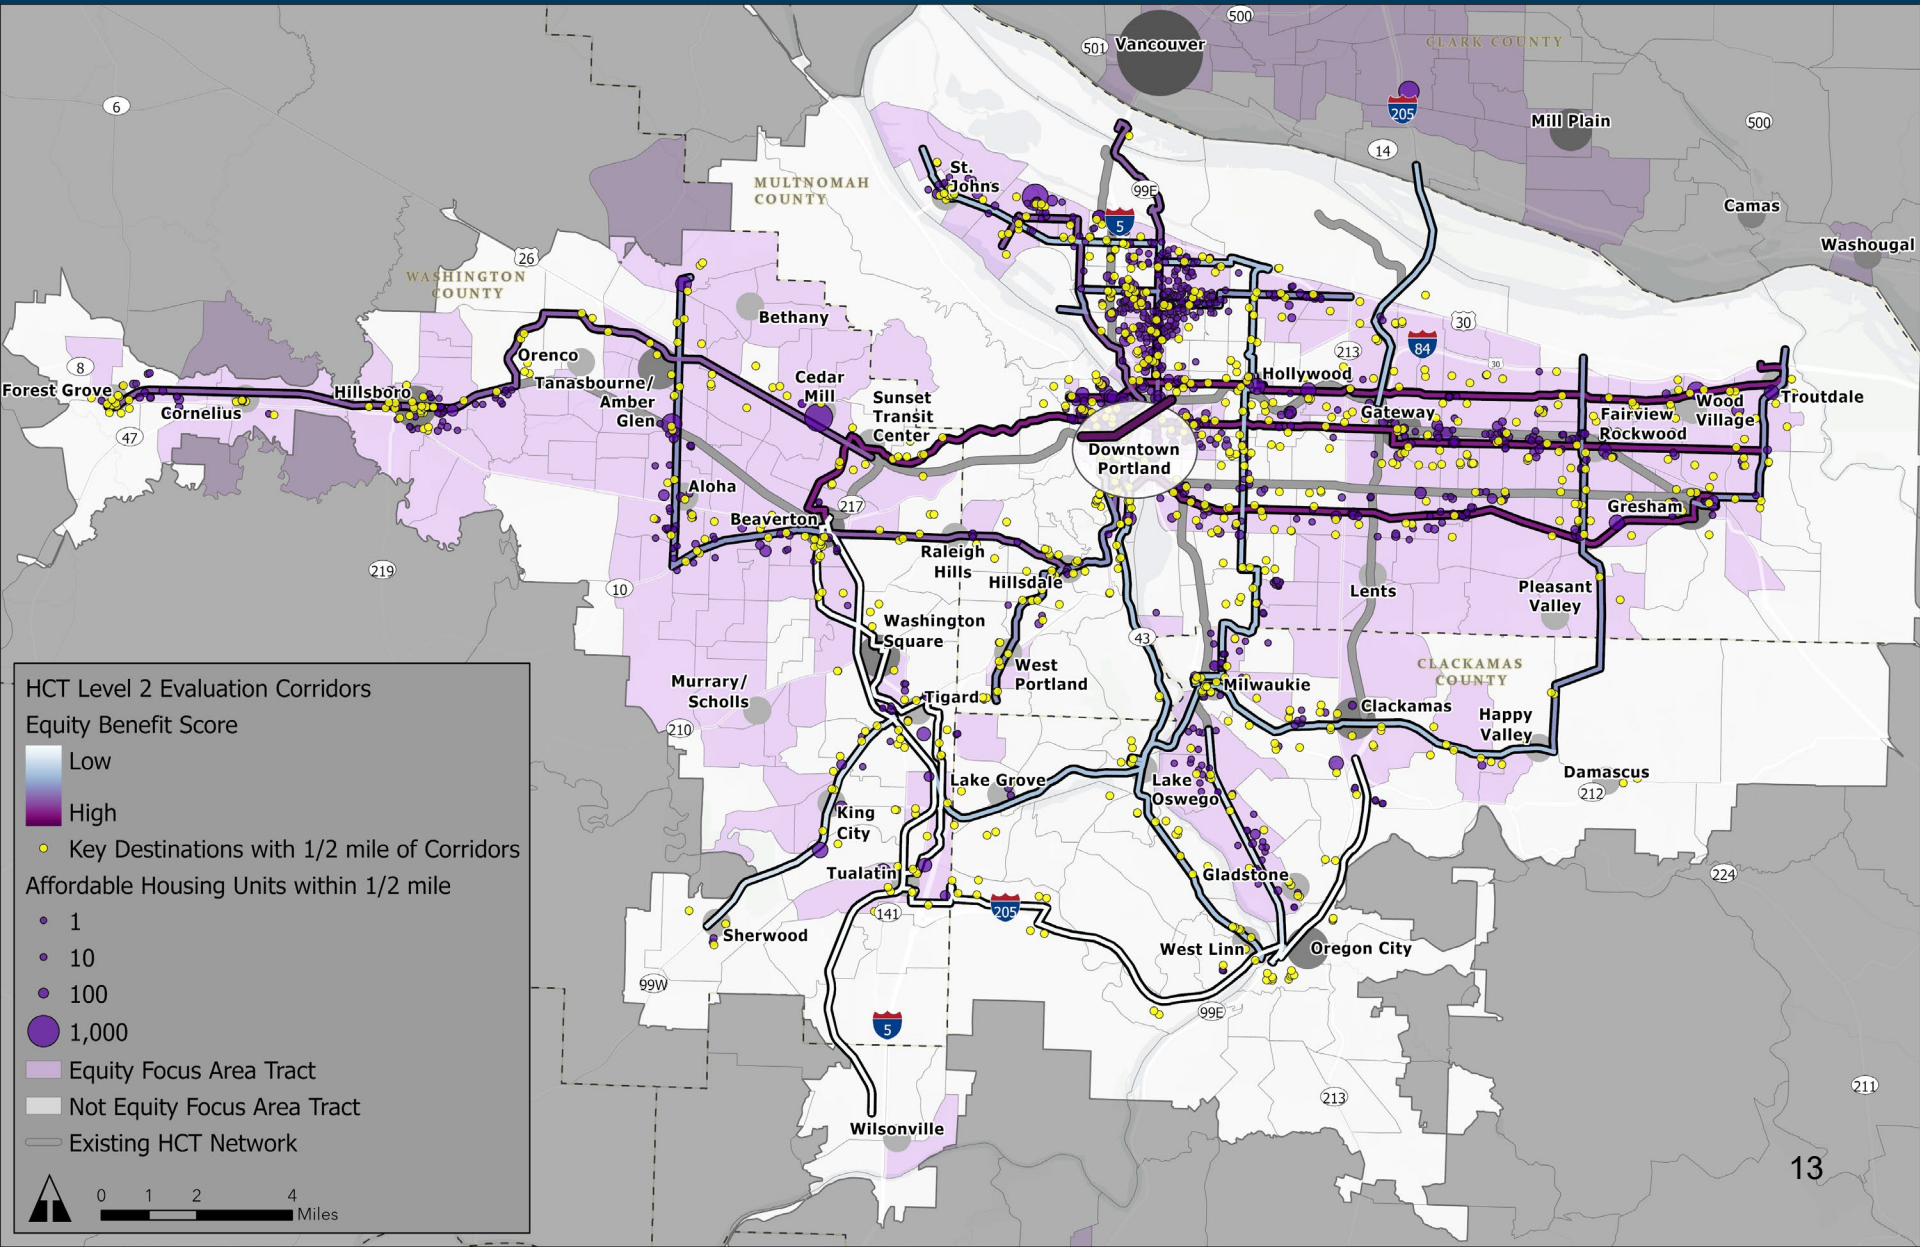 500
501
Vancouver
CLARK COUNTY
6
205
Mill Plain
500
14
MULTNOMAH
COUNTY
St.
Johns
99E
Camas
5
Washougal
26
WASHINGTON
COUNTY
Bethany
30
84
213
30
8
Orenco
Forest Grove
Hillsboro
Tanasbourne/
Amber
Glen
Cornelius
Cedar
Mill
Sunset
Transit
Center
Hollywood
Gateway
Fairview
Rockwood
Wood
Village
Troutdale
47
Downtown
Portland
Aloha
217
Gresham
Beaverton
Raleigh
Hills
Hillsdale
219
10
Lents
Pleasant
Valley
Washington
Square
43
West
Portland
CLACKAMAS
COUNTY
Murrary/
Scholls
Tigard
Milwaukie
Clackamas
Happy
Valley
210
Lake Grove
Lake
Oswego
Damascus
212
King
City
Tualatin
Gladstone
224
141
205
Sherwood
West Linn
Oregon City
99W
99E
5
213
211
Wilsonville
HCT Level 2 Evaluation Corridors
Equity Benefit Score
Low
High
Key Destinations with 1/2 mile of Corridors
Affordable Housing Units within 1/2 mile
1
10
100
1,000
Equity Focus Area Tract
Not Equity Focus Area Tract
Existing HCT Network
0 1 2 4
Miles
13